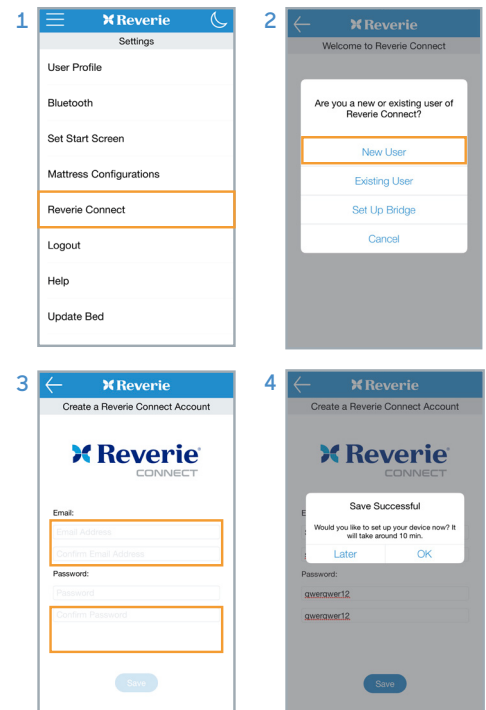 1
Reverie
Settings
User Profile
Bluetooth
Set Start Screen
Mattress Configurations
Reverie Connect
Logout
Help
Update Bed
2
Reverie
Welcome to Reverie Connect
Are you a new or existing user of
Reverie Connect?
New User
Existing User
Set Up Bridge
Cancel
3
Reverie
Create a Reverie Connect Account
Reverie
CONNECT
Email:
Email Address
Confirm Email Address
Password:
Password
Confirm Password
Save
4
Reverie
Create a Reverie Connect Account
Reverie
CONNECT
Save Successful
Would you like to set up your device now? It
will take around 10 min.
Later OK
Password:
qwerqwer12
qwerqwer12
Save